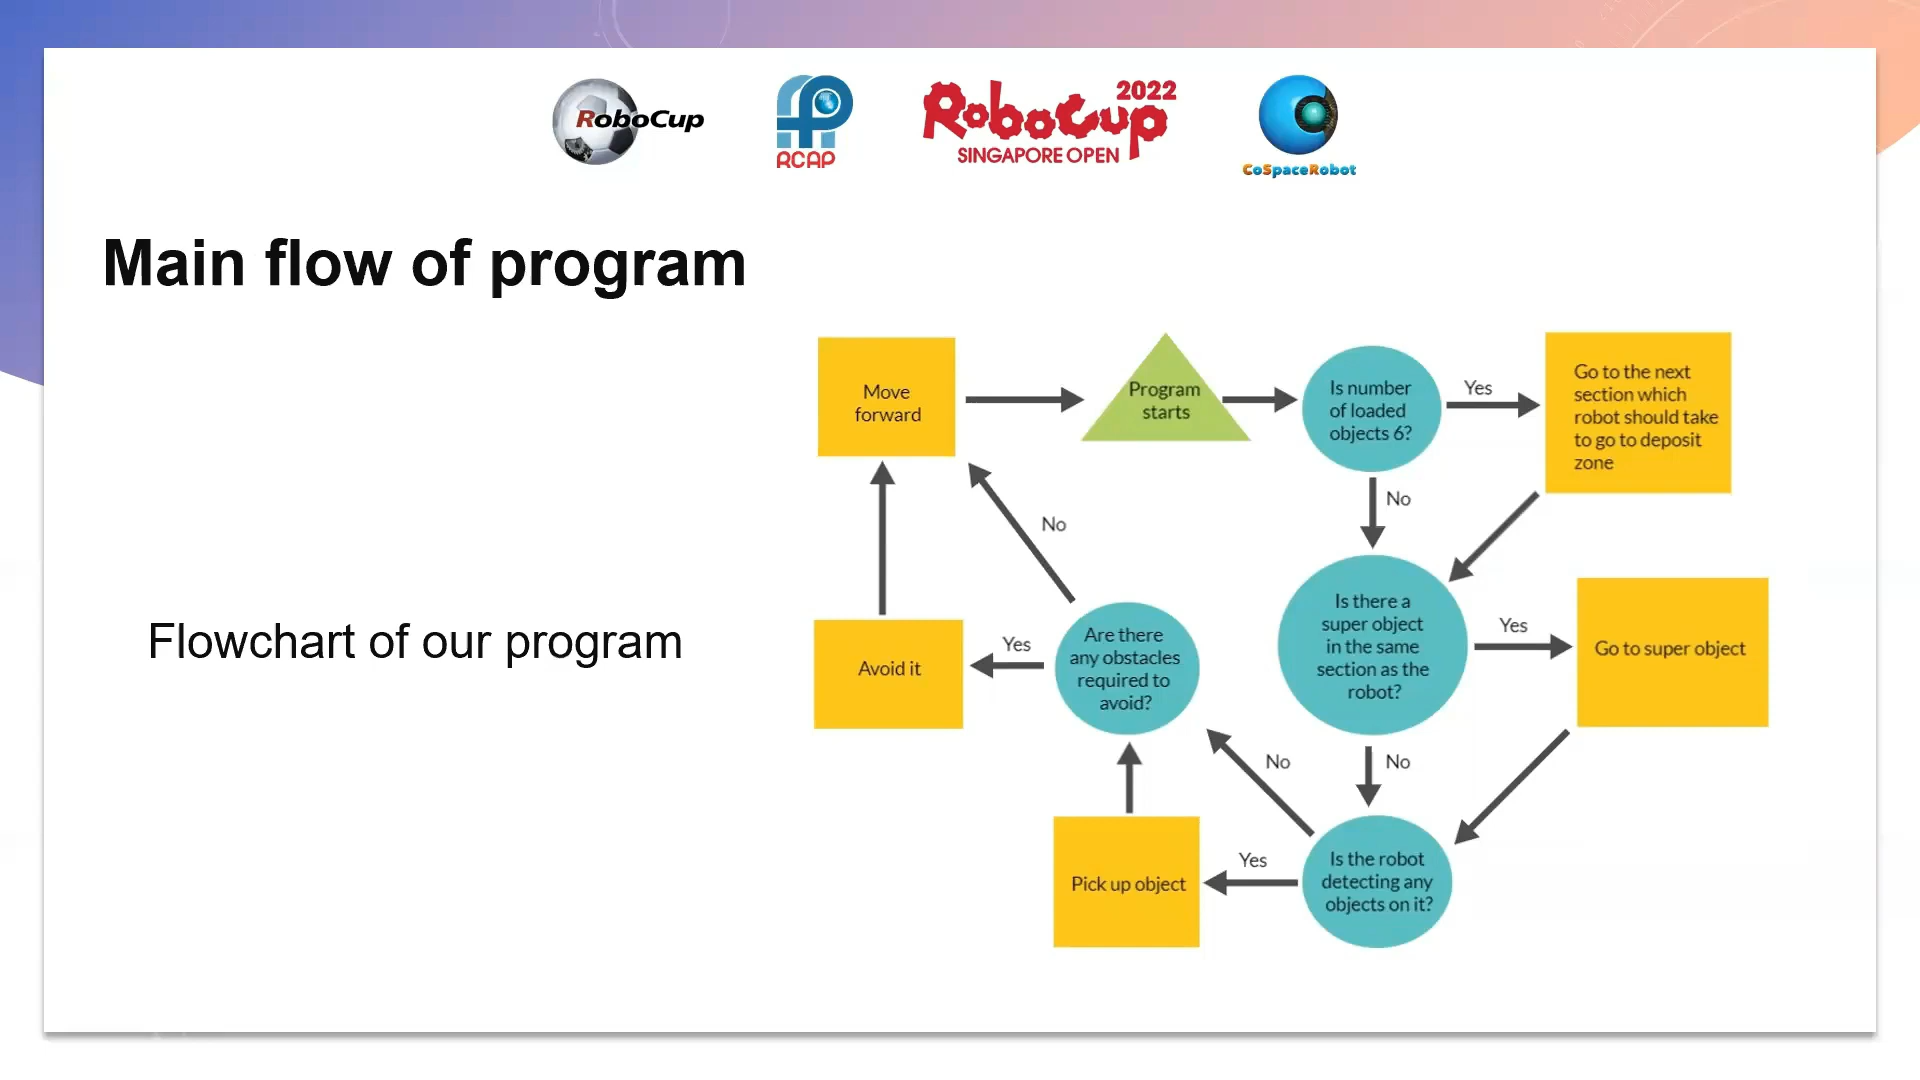 RoboCup
RCAP
RoboCup 2022
SINGAPORE OPEN
CoSpaceRobot
Main flow of program
Flowchart of our program
Move
forward
Program
starts
Is number
of loaded
objects 6?
Yes
Go to the next
section which
robot should take
to go to deposit
zone
No
No
Is there a
super object
in the same
section as the
robot?
Yes
Go to super object
Are there
any obstacles
required to
avoid?
Yes
Avoid it
No
No
Is the robot
detecting any
objects on it?
Yes
Pick up object